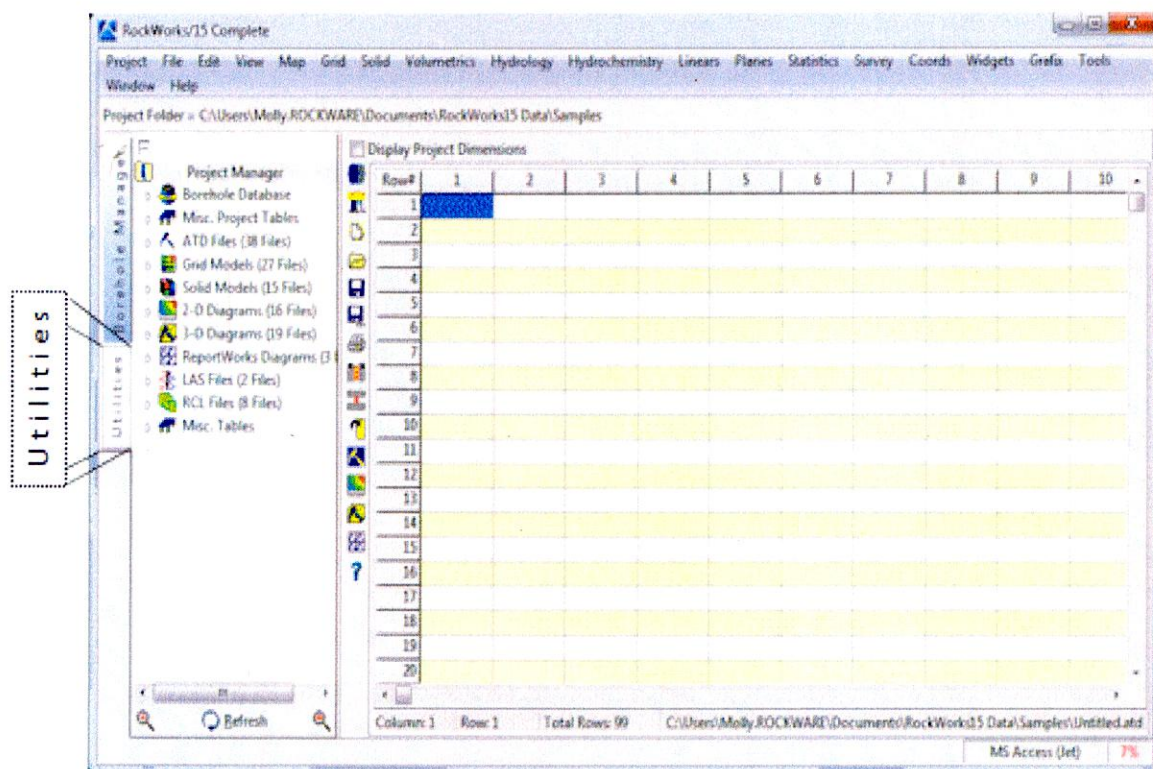 RockWorks/15 Complete
Project File Edit View Map Grid Solid Volumetrics Hydrology Hydrochemistry Linears Planes Statistics Survey Coords Widgets Grafix Tools
Window Help
Project Folder = C:\Users\Molly.ROCKWARE\Documents\RockWorks15 Data\Samples
Borehole Manager
Utilities
Utilities
Project Manager
Borehole Database
Misc. Project Tables
ATD Files (38 Files)
Grid Models (27 Files)
Solid Models (15 Files)
2-D Diagrams (16 Files)
3-D Diagrams (19 Files)
ReportWorks Diagrams (3 F
LAS Files (2 Files)
RCL Files (8 Files)
Misc. Tables
Refresh
Display Project Dimensions
Row# 1 2 3 4 5 6 7 8 9 10
1
2
3
4
5
6
7
8
9
10
11
12
13
14
15
16
17
18
19
20
Column: 1 Row: 1 Total Rows: 99 C:\Users\Molly.ROCKWARE\Documents\RockWorks15 Data\Samples\Untitled.atd
MS Access (Jet) 7%